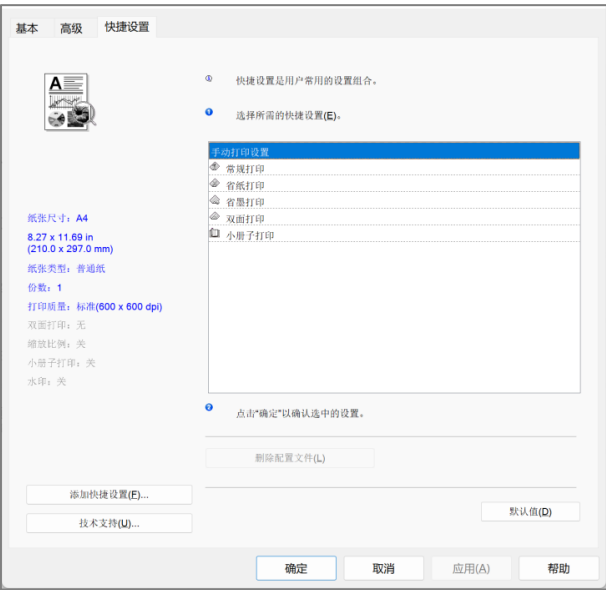 基本 高级 快捷设置
快捷设置是用户常用的设置组合。
选择所需的快捷设置(E)。
手动打印设置
常规打印
省纸打印
省墨打印
双面打印
小册子打印
纸张尺寸: A4
8.27 x 11.69 in
(210.0 x 297.0 mm)
纸张类型: 普通纸
份数: 1
打印质量: 标准(600 x 600 dpi)
双面打印: 无
缩放比例: 关
小册子打印: 关
水印: 关
点击“确定”以确认选中的设置。
删除配置文件(L)
添加快捷设置(F)...
技术支持(U)...
默认值(D)
确定 取消 应用(A) 帮助